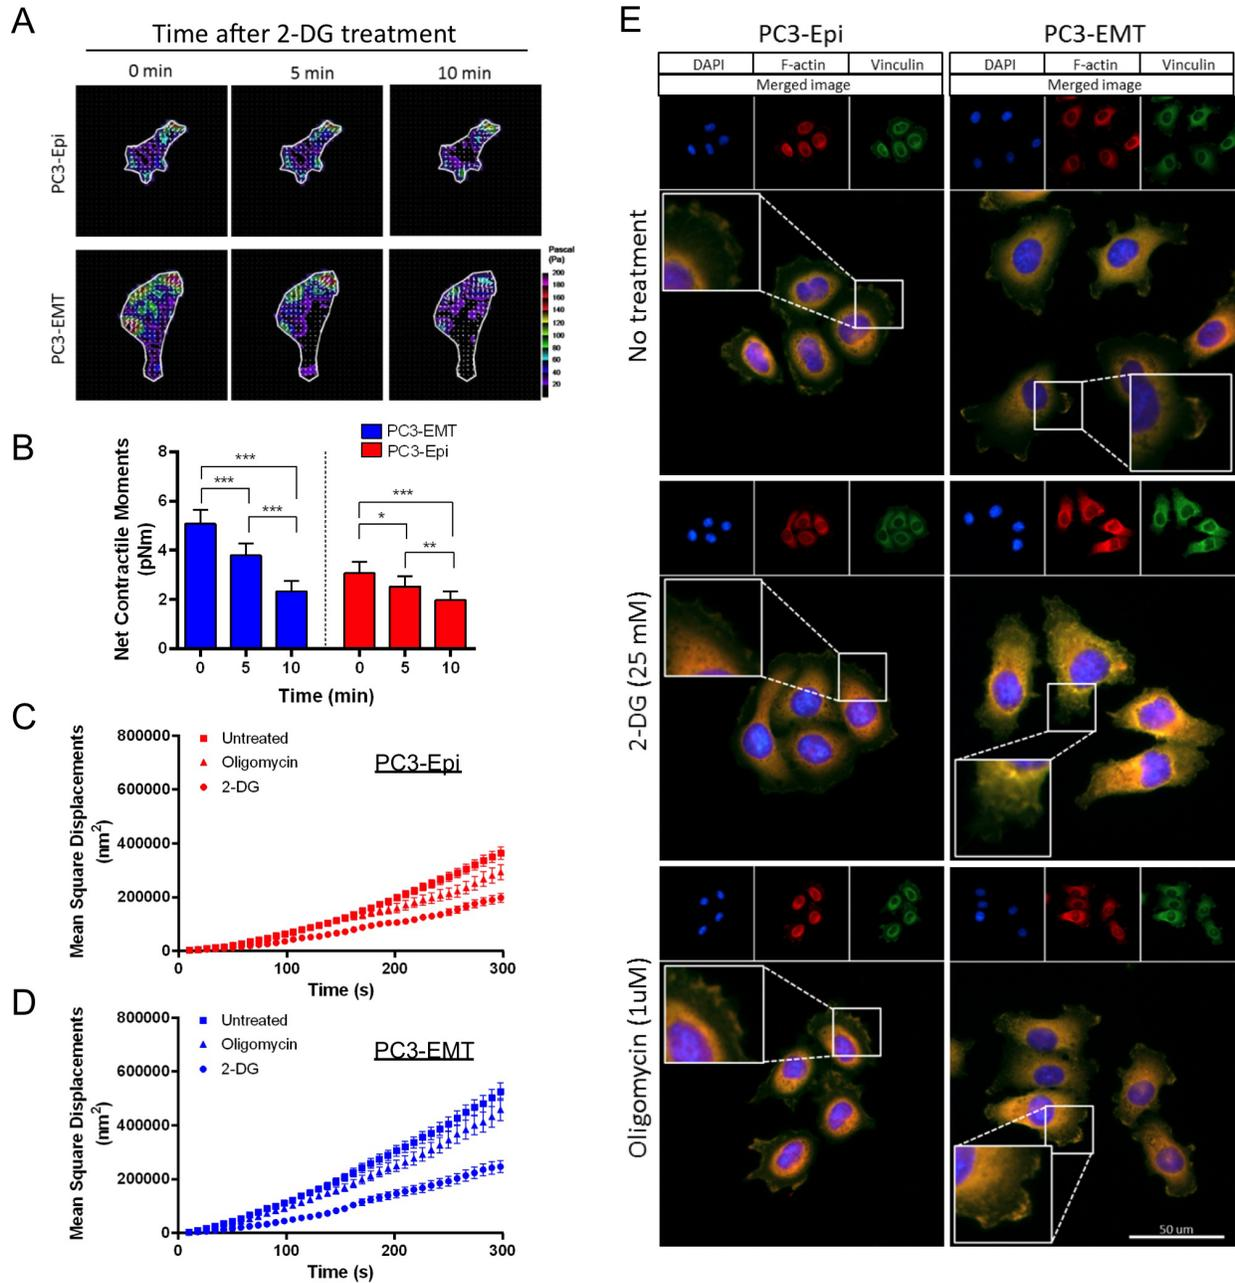 A
Time after 2-DG treatment
0 min
5 min
10 min
PC3-Epi
PC3-EMT
Pascal
(Pa)
200
180
160
140
120
100
80
60
40
20
B
PC3-EMT
PC3-Epi
Net Contractile Moments
(pNm)
8
6
4
2
0
***
***
***
***
*
**
0
5
10
0
5
10
Time (min)
C
Mean Square Displacements
(nm2)
800000
600000
400000
200000
0
Untreated
Oligomycin
2-DG
PC3-Epi
0
100
200
300
Time (s)
D
Mean Square Displacements
(nm2)
800000
600000
400000
200000
0
Untreated
Oligomycin
2-DG
PC3-EMT
0
100
200
300
Time (s)
E
PC3-Epi
PC3-EMT
DAPI
F-actin
Vinculin
DAPI
F-actin
Vinculin
Merged image
Merged image
No treatment
2-DG (25 mM)
Oligomycin (1uM)
50 um